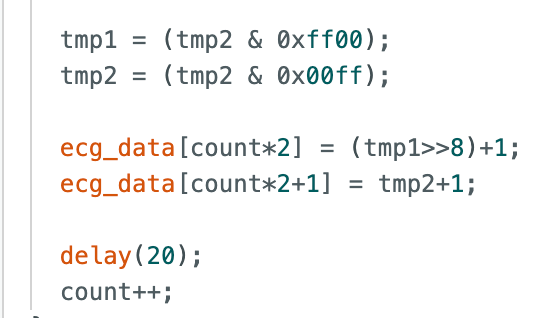 tmp1 = (tmp2 & 0xff00);
tmp2 = (tmp2 & 0x00ff);
ecg_data[count*2] = (tmp1>>8)+1;
ecg_data[count*2+1] = tmp2+1;
delay(20);
count++;